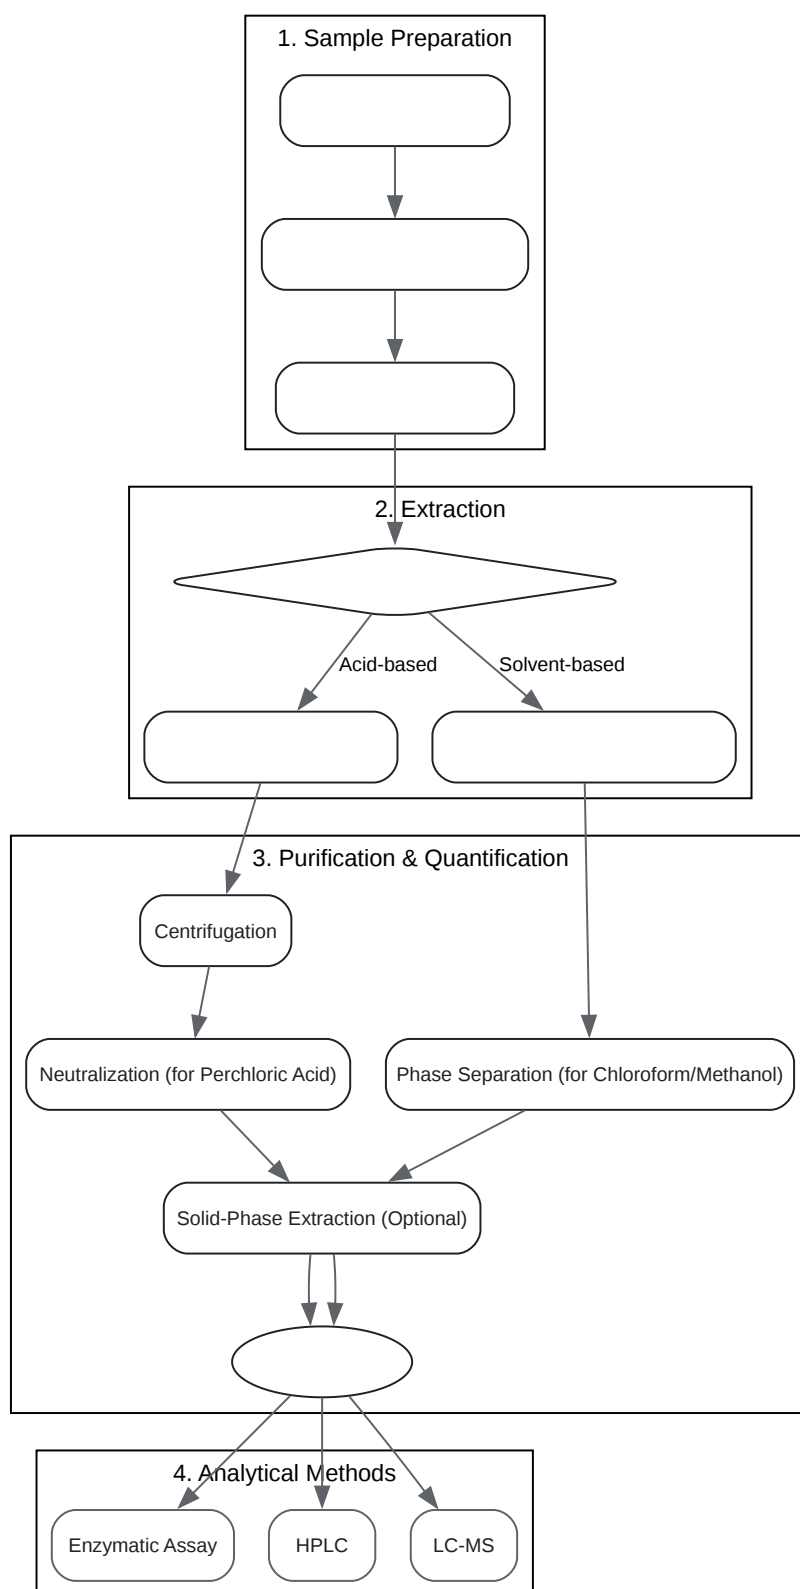 1. Sample Preparation
2. Extraction
Acid-based
Solvent-based
3. Purification & Quantification
Centrifugation
Neutralization (for Perchloric Acid)
Phase Separation (for Chloroform/Methanol)
Solid-Phase Extraction (Optional)
4. Analytical Methods
Enzymatic Assay
HPLC
LC-MS